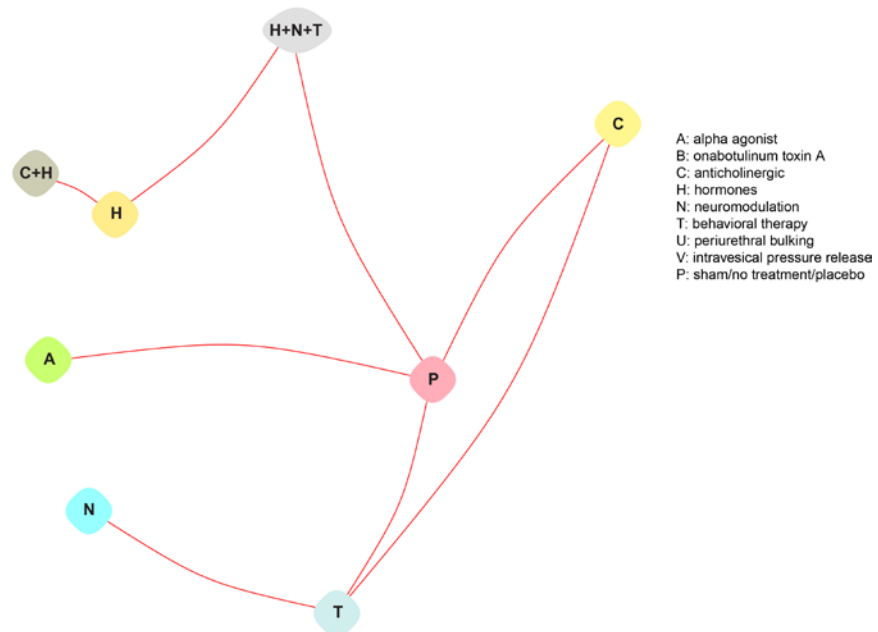 H+N+T
C
C+H
H
A
P
N
T
A: alpha agonist
B: onabotulinum toxin A
C: anticholinergic
H: hormones
N: neuromodulation
T: behavioral therapy
U: periurethral bulking
V: intravesical pressure release
P: sham/no treatment/placebo